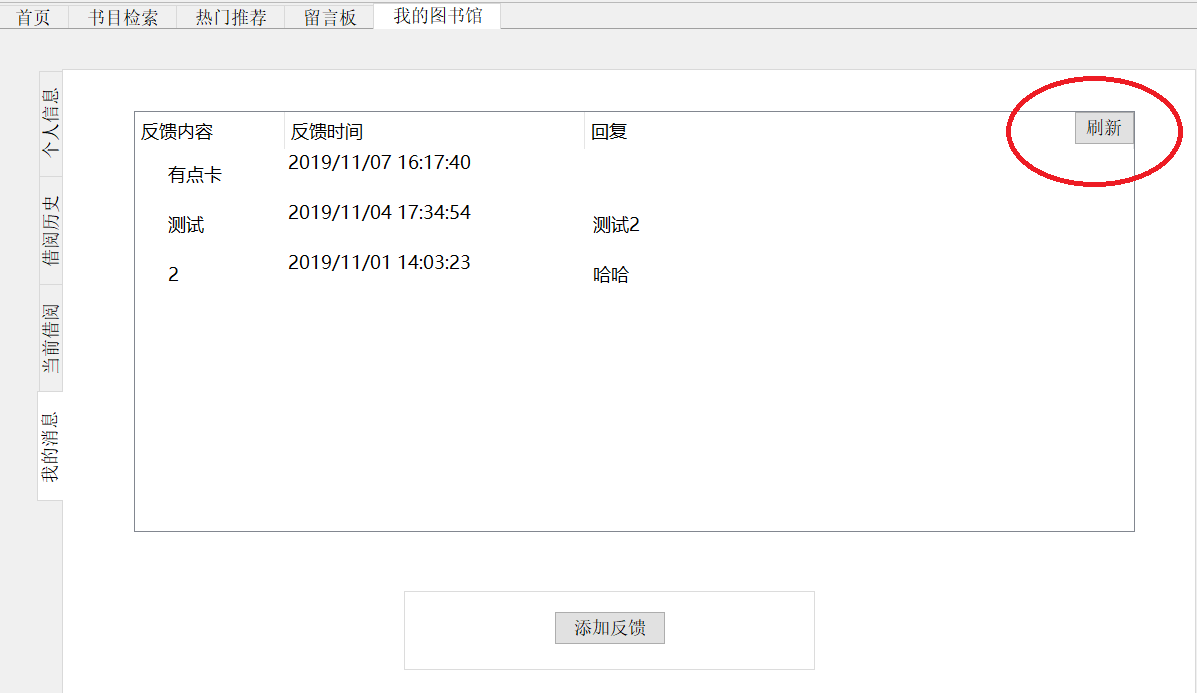 首页 书目检索 热门推荐 留言板 我的图书馆
个人信息
借阅历史
当前借阅
我的消息
反馈内容 反馈时间 回复 刷新
有点卡 2019/11/07 16:17:40
测试 2019/11/04 17:34:54 测试2
2 2019/11/01 14:03:23 哈哈
添加反馈